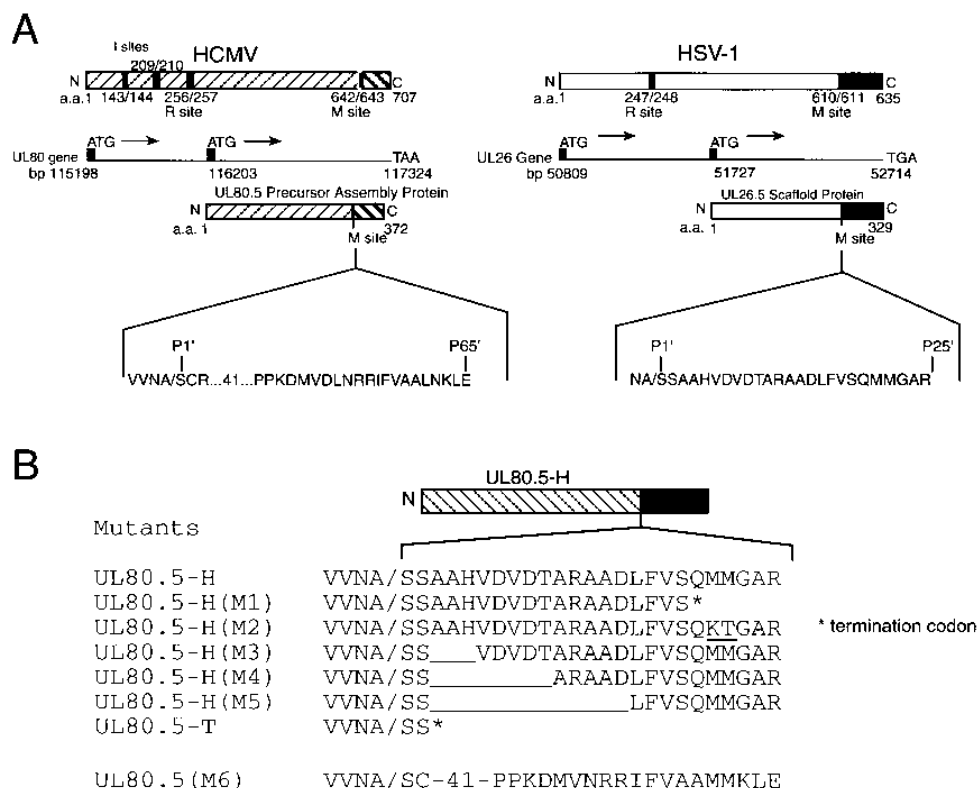 A
I sites
HCMV
HSV-1
209/210
N
C
N
C
a.a.1 143/144 256/257 642/643 707
a.a.1 247/248 610/611 635
R site M site
R site M site
ATG ATG
ATG ATG
UL80 gene TAA
UL26 Gene TGA
bp 115198 116203 117324
bp 50809 51727 52714
UL80.5 Precursor Assembly Protein
UL26.5 Scaffold Protein
N C
N C
a.a. 1 372
a.a. 1 329
M site
M site
P1' P65'
P1' P25'
VVNA/SCR...41...PPKDMVDLNRRIFVAALNKLE
NA/SSAAHVDVDTARAADLFVSQMMGAR
B
UL80.5-H
N
Mutants
UL80.5-H VVNA/SSAAHVDVDTARAADLFVSQMMGAR
UL80.5-H(M1) VVNA/SSAAHVDVDTARAADLFVS*
UL80.5-H(M2) VVNA/SSAAHVDVDTARAADLFVSQKTGAR
* termination codon
UL80.5-H(M3) VVNA/SS___VDVDTARAADLFVSQMMGAR
UL80.5-H(M4) VVNA/SS________ARAADLFVSQMMGAR
UL80.5-H(M5) VVNA/SS_____________LFVSQMMGAR
UL80.5-T VVNA/SS*
UL80.5(M6) VVNA/SC-41-PPKDMVNRRIFVAAMMKLE